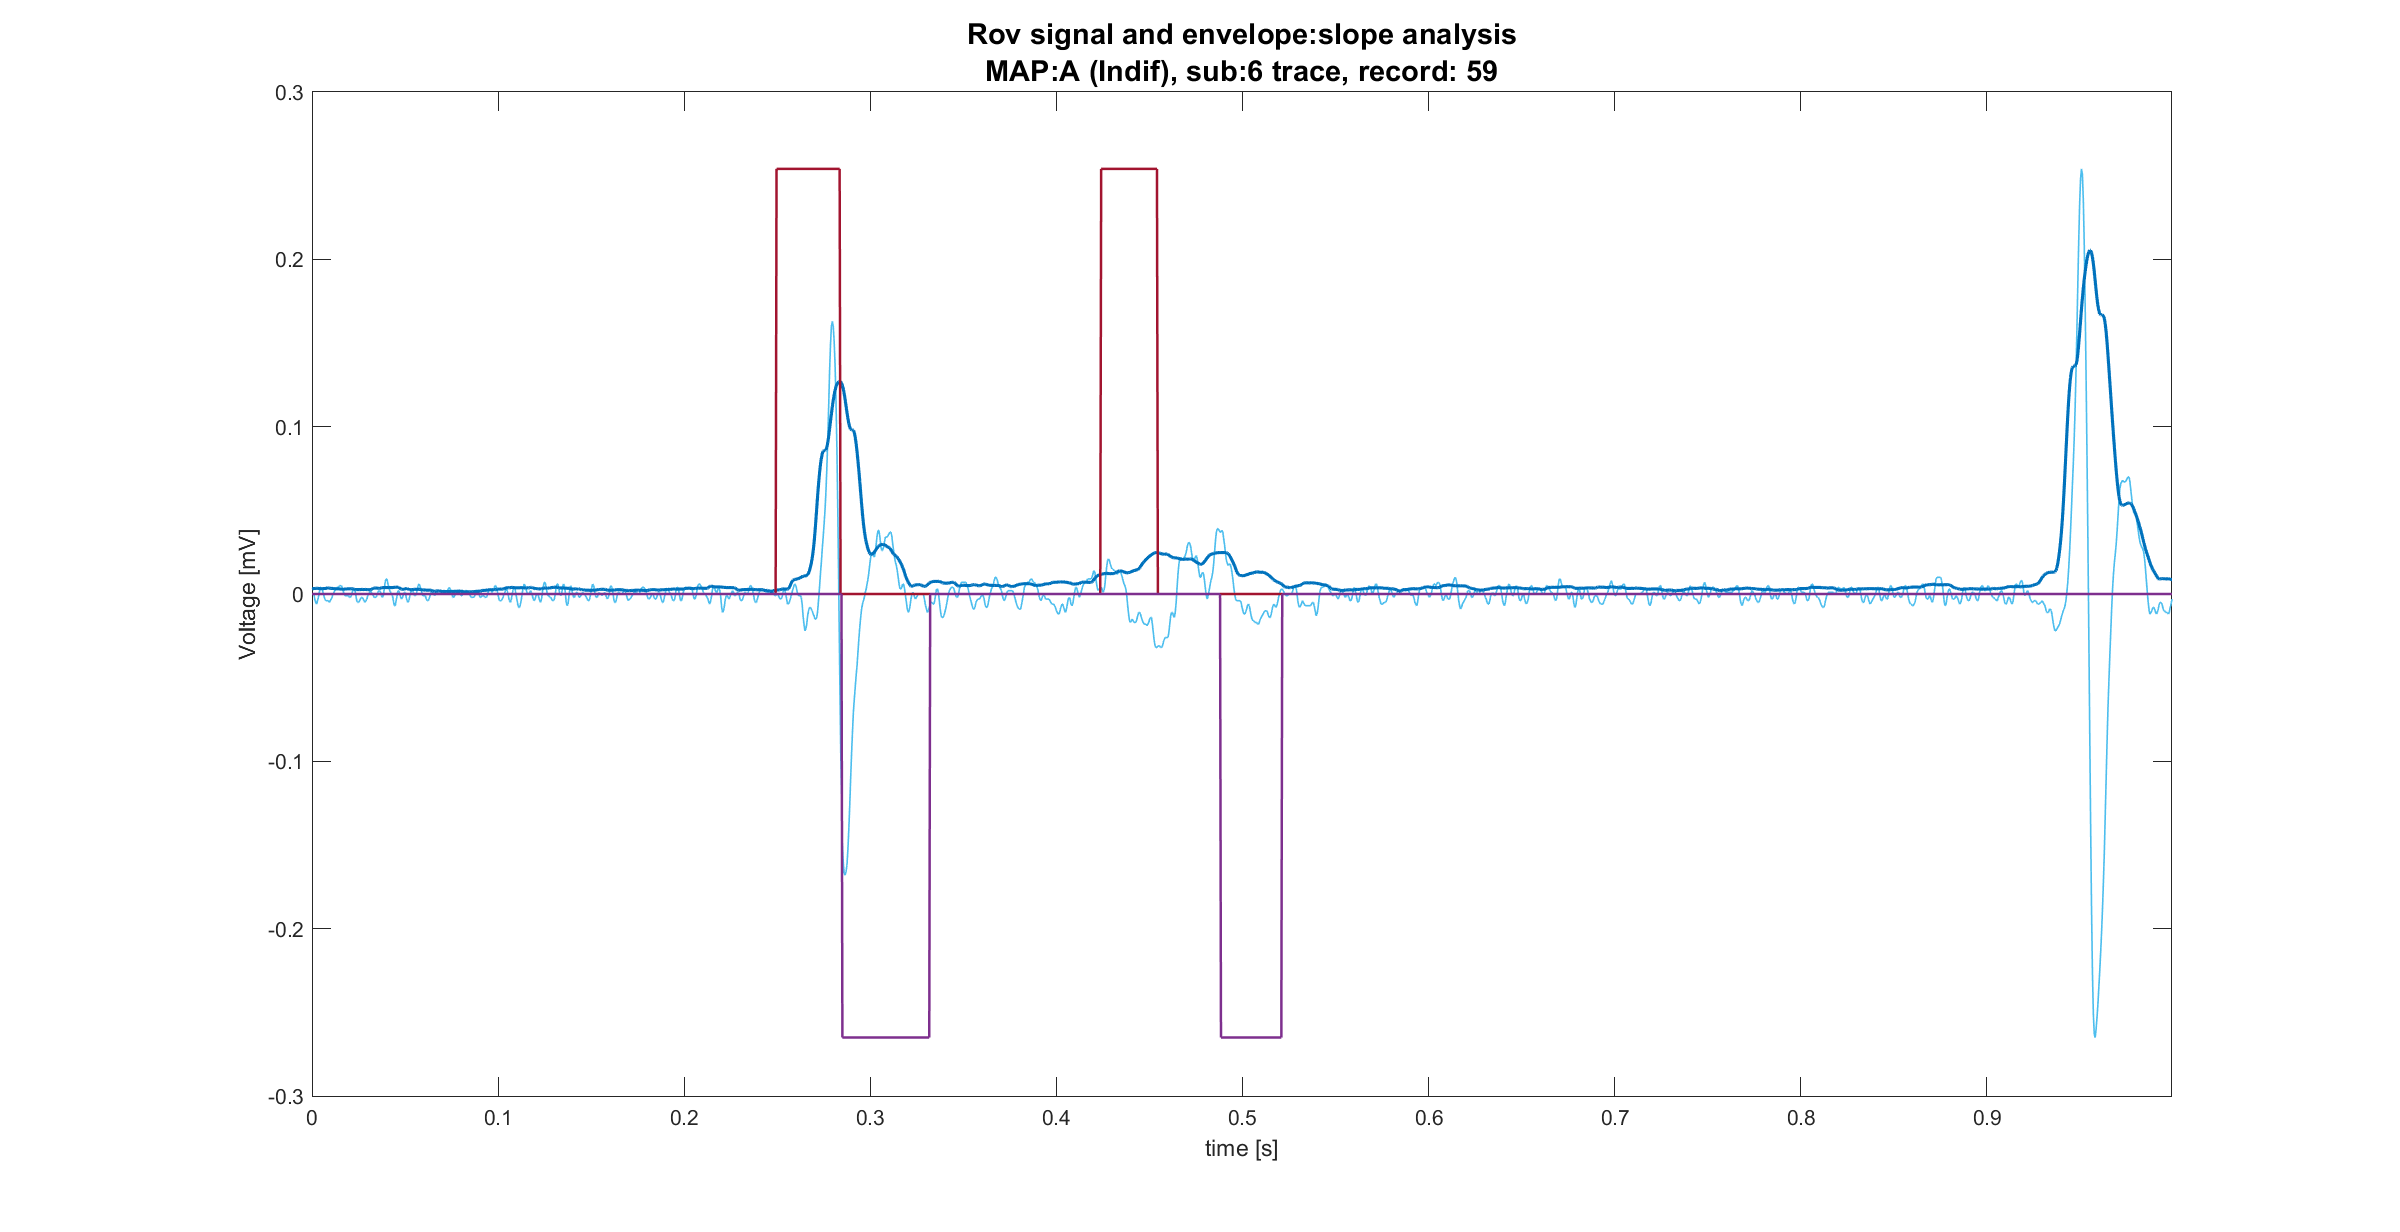 Rov signal and envelope:slope analysis
MAP:A (Indif), sub:6 trace, record: 59
0.3
0.2
0.1
0
-0.1
-0.2
-0.3
Voltage [mV]
0 0.1 0.2 0.3 0.4 0.5 0.6 0.7 0.8 0.9
time [s]